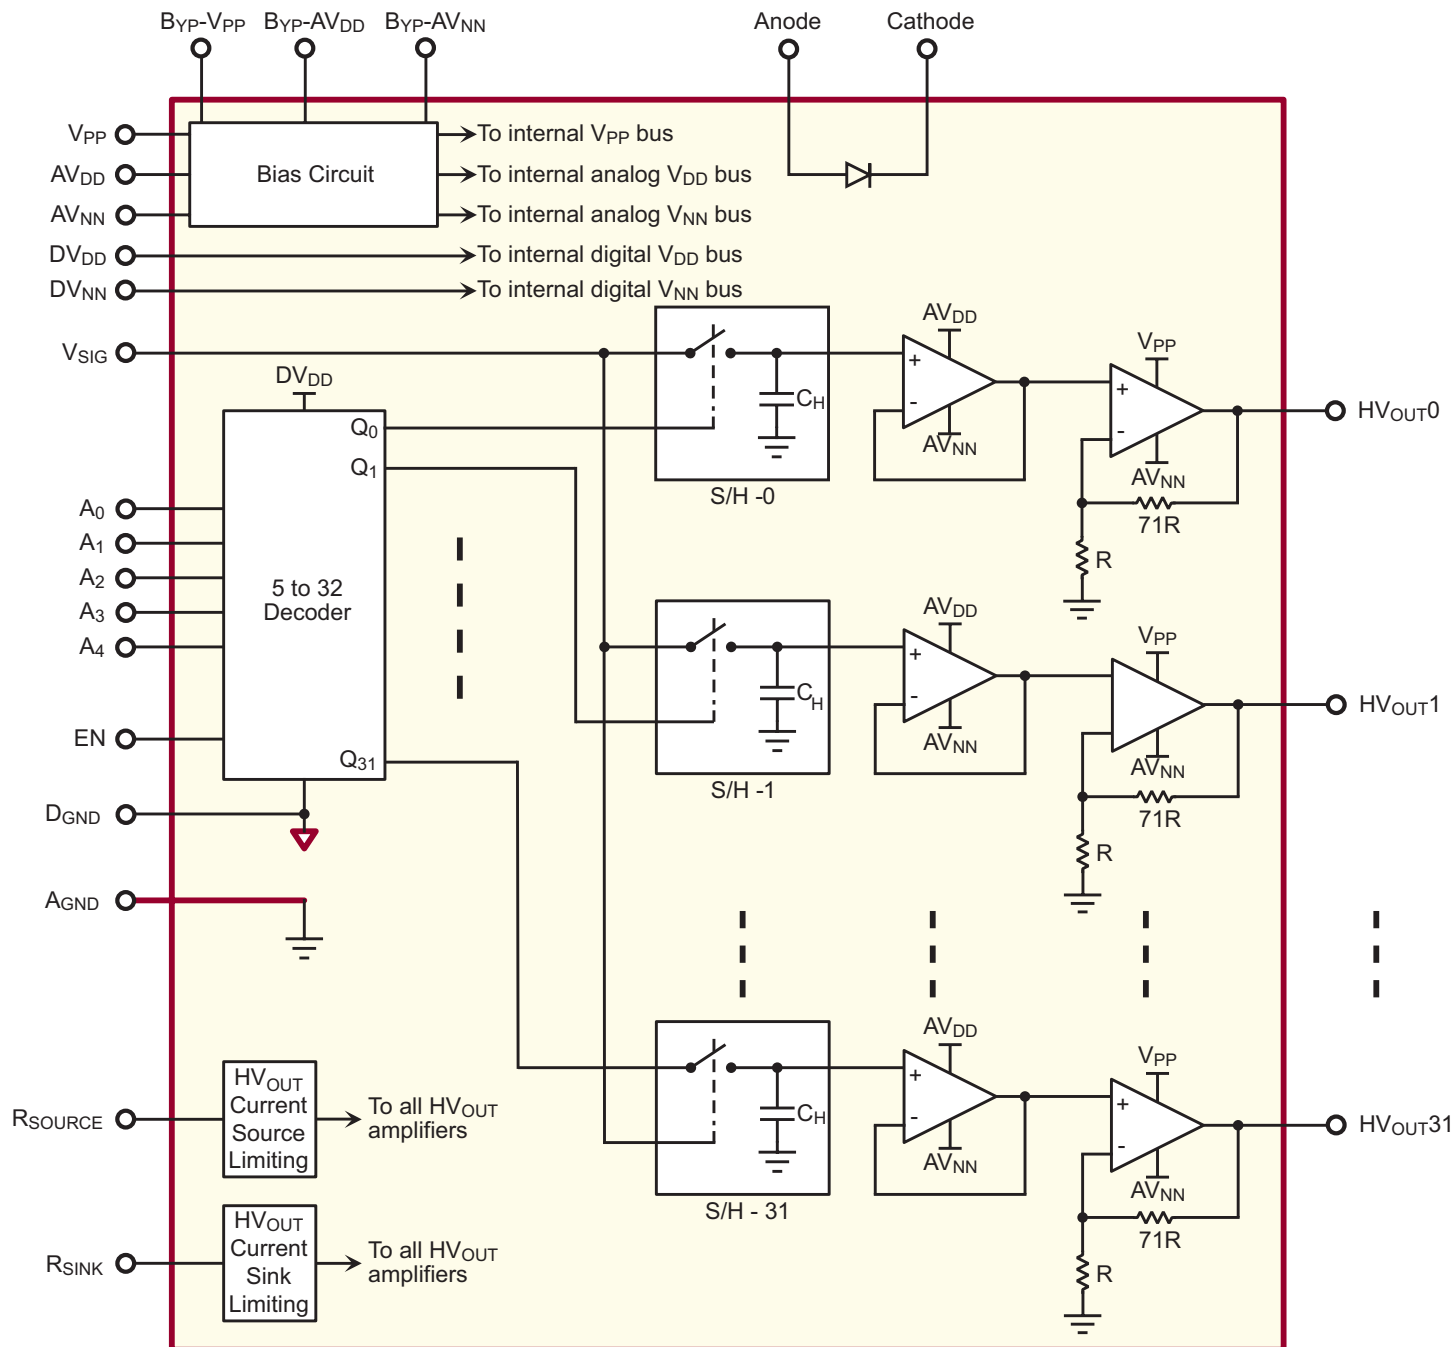 BYP-VPP BYP-AVDD BYP-AVNN
Anode Cathode
VPP
AVDD
AVNN
DVDD
DVNN
VSIG
Bias Circuit
To internal VPP bus
To internal analog VDD bus
To internal analog VNN bus
To internal digital VDD bus
To internal digital VNN bus
DVDD
Q0
Q1
A0
A1
A2
A3
A4
EN
5 to 32
Decoder
Q31
DGND
AGND
CH
S/H -0
AVDD
+
-
AVNN
VPP
+
-
AVNN
71R
R
HVOUT0
CH
S/H -1
AVDD
+
-
AVNN
VPP
AVNN
71R
R
HVOUT1
CH
S/H - 31
AVDD
+
-
AVNN
VPP
+
-
AVNN
71R
R
HVOUT31
RSOURCE
HVOUT
Current
Source
Limiting
To all HVOUT
amplifiers
RSINK
HVOUT
Current
Sink
Limiting
To all HVOUT
amplifiers